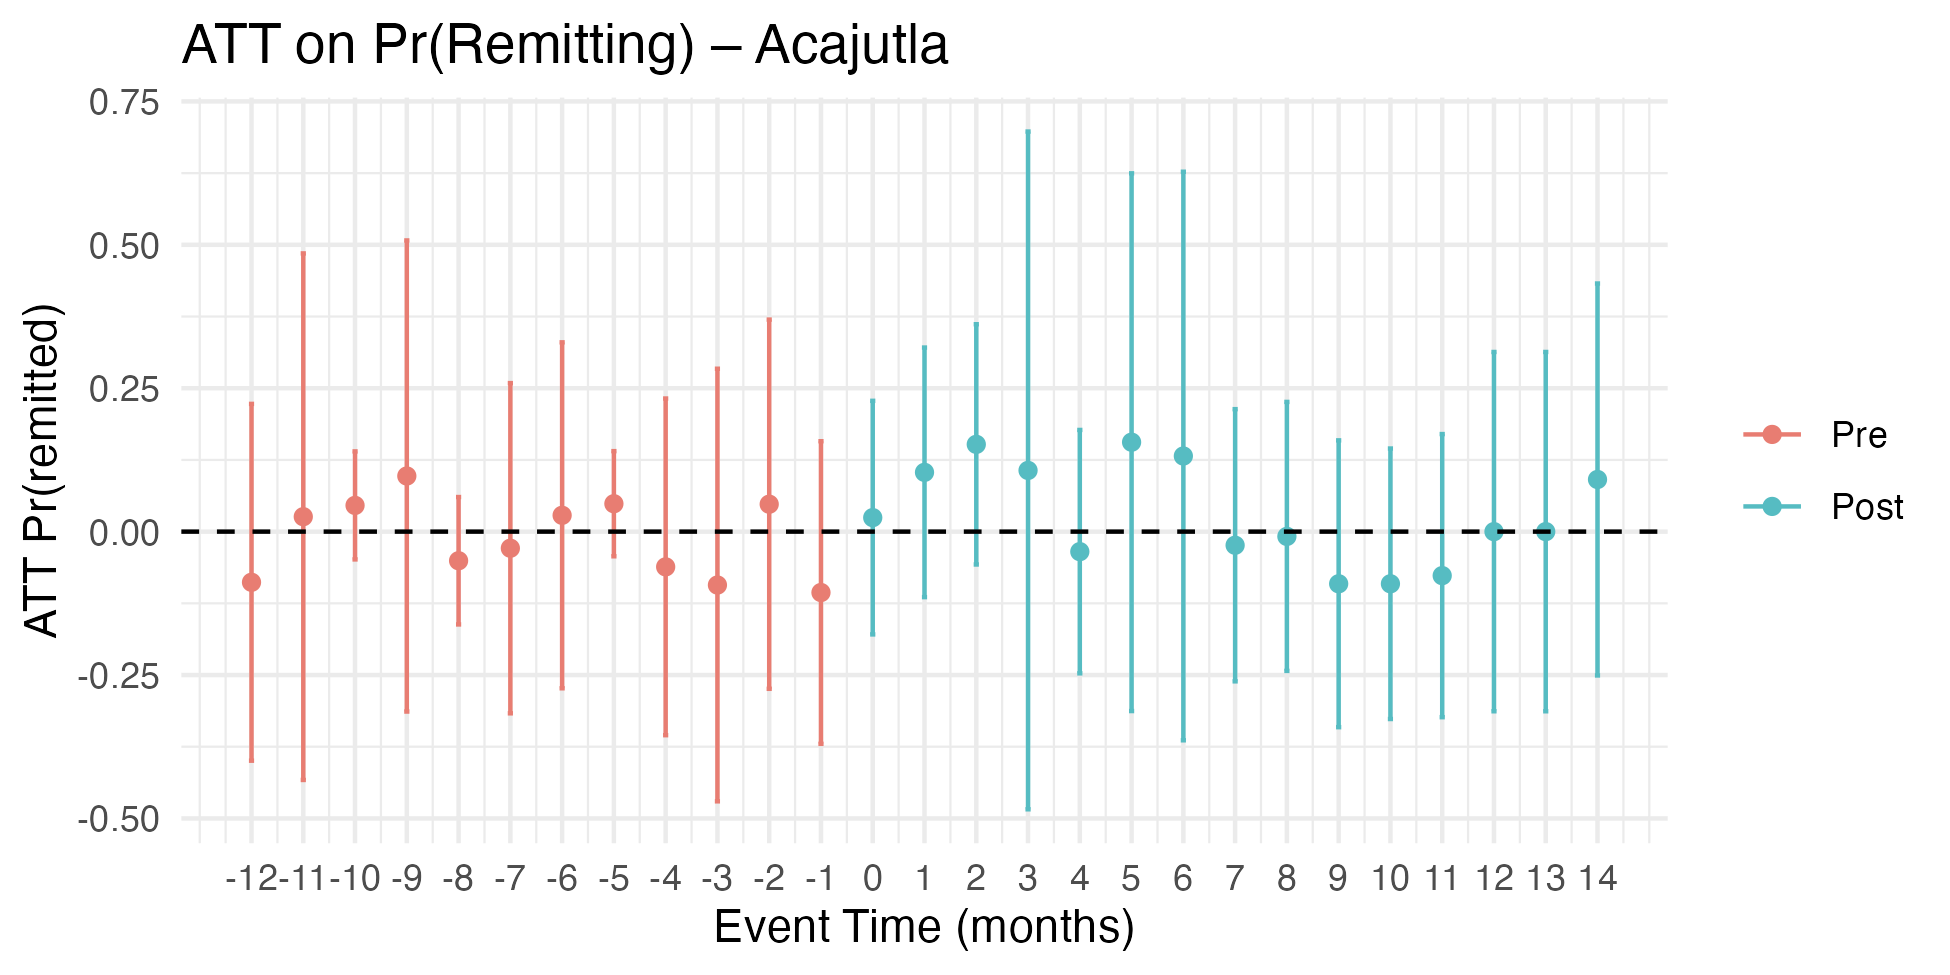 ATT on Pr(Remitting) – Acajutla
ATT Pr(remitted)
0.75
0.50
0.25
0.00
-0.25
-0.50
-12 -11 -10 -9 -8 -7 -6 -5 -4 -3 -2 -1 0 1 2 3 4 5 6 7 8 9 10 11 12 13 14
Event Time (months)
Pre
Post